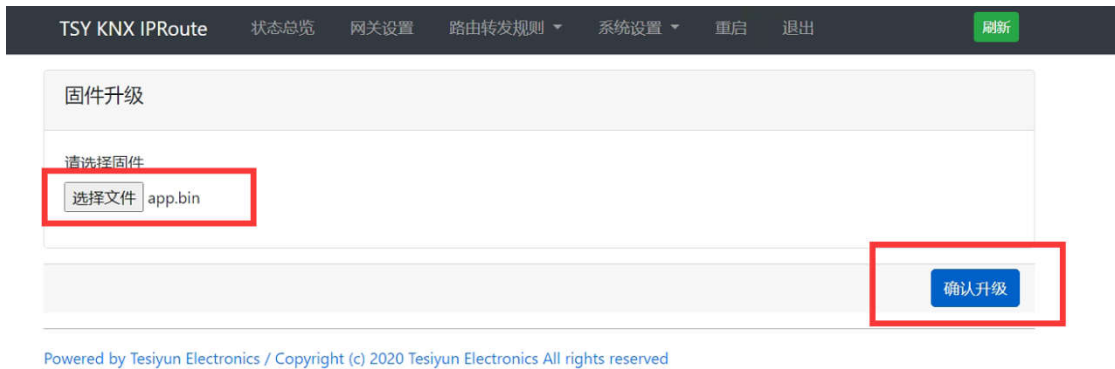 TSY KNX IPRoute 状态总览 网关设置 路由转发规则 系统设置 重启 退出 刷新
固件升级
请选择固件
选择文件 app.bin
确认升级
Powered by Tesiyun Electronics / Copyright (c) 2020 Tesiyun Electronics All rights reserved